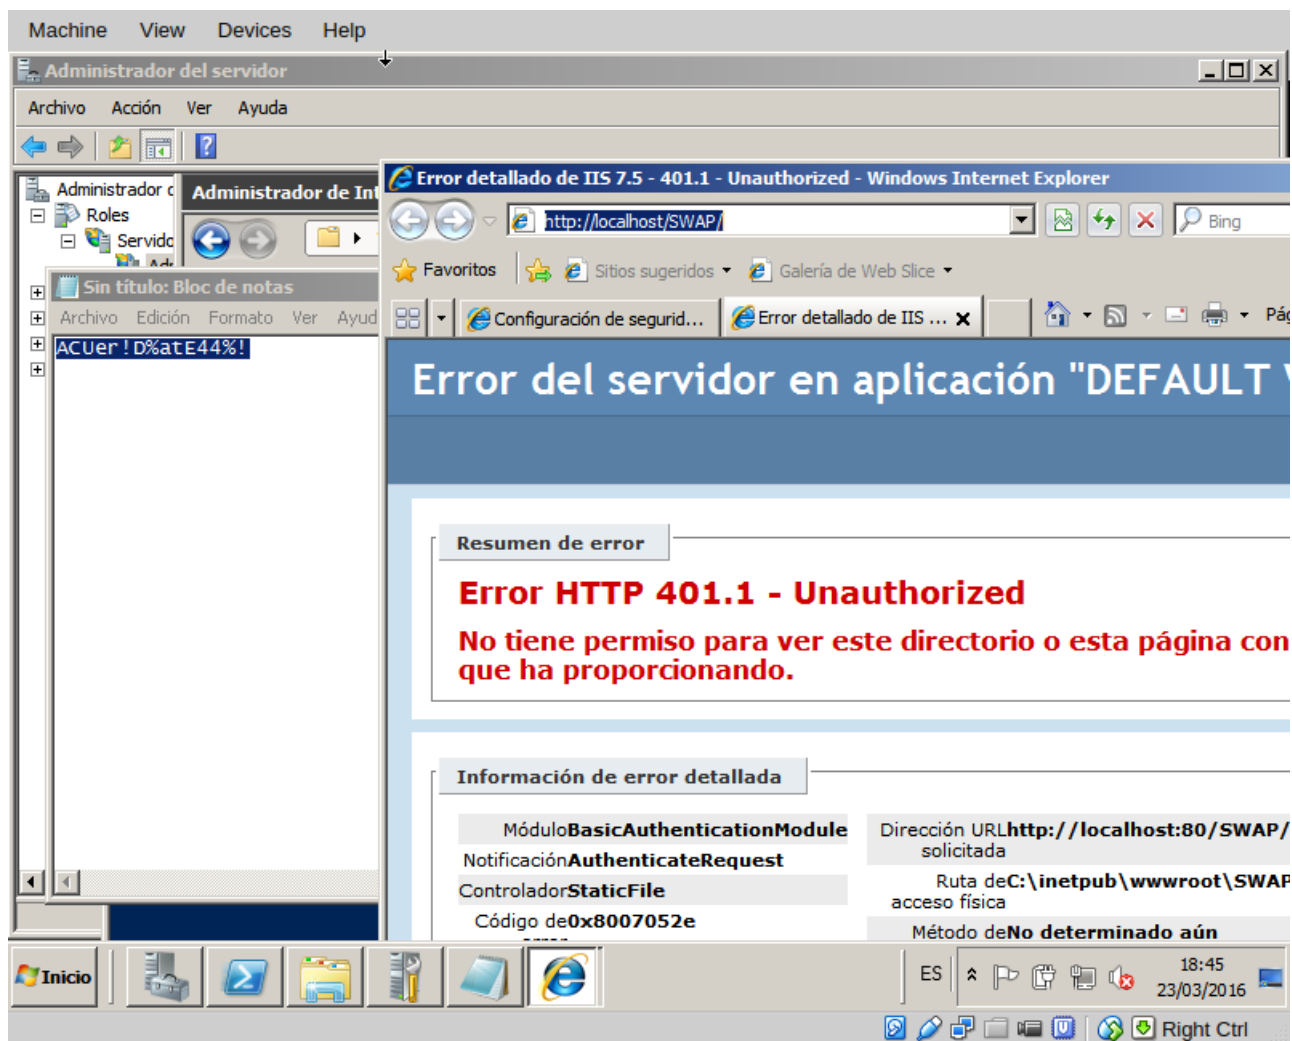 Machine View Devices Help
Administrador del servidor
Archivo Acción Ver Ayuda
Administrador d
Administrador de Int
Roles
Servido
Sin título: Bloc de notas
Archivo Edición Formato Ver Ayud
ACUer!D%atE44%!
Error detallado de IIS 7.5 - 401.1 - Unauthorized - Windows Internet Explorer
http://localhost/SWAP/
Bing
Favoritos Sitios sugeridos Galería de Web Slice
Configuración de segurid... Error detallado de IIS ... Pág
Error del servidor en aplicación "DEFAULT
Resumen de error
Error HTTP 401.1 - Unauthorized
No tiene permiso para ver este directorio o esta página con
que ha proporcionando.
Información de error detallada
Módulo BasicAuthenticationModule
Notificación AuthenticateRequest
Controlador StaticFile
Código de 0x8007052e
Dirección URL http://localhost:80/SWAP/
solicitada
Ruta de C:\inetpub\wwwroot\SWAP
acceso física
Método de No determinado aún
Inicio
ES
18:45
23/03/2016
Right Ctrl